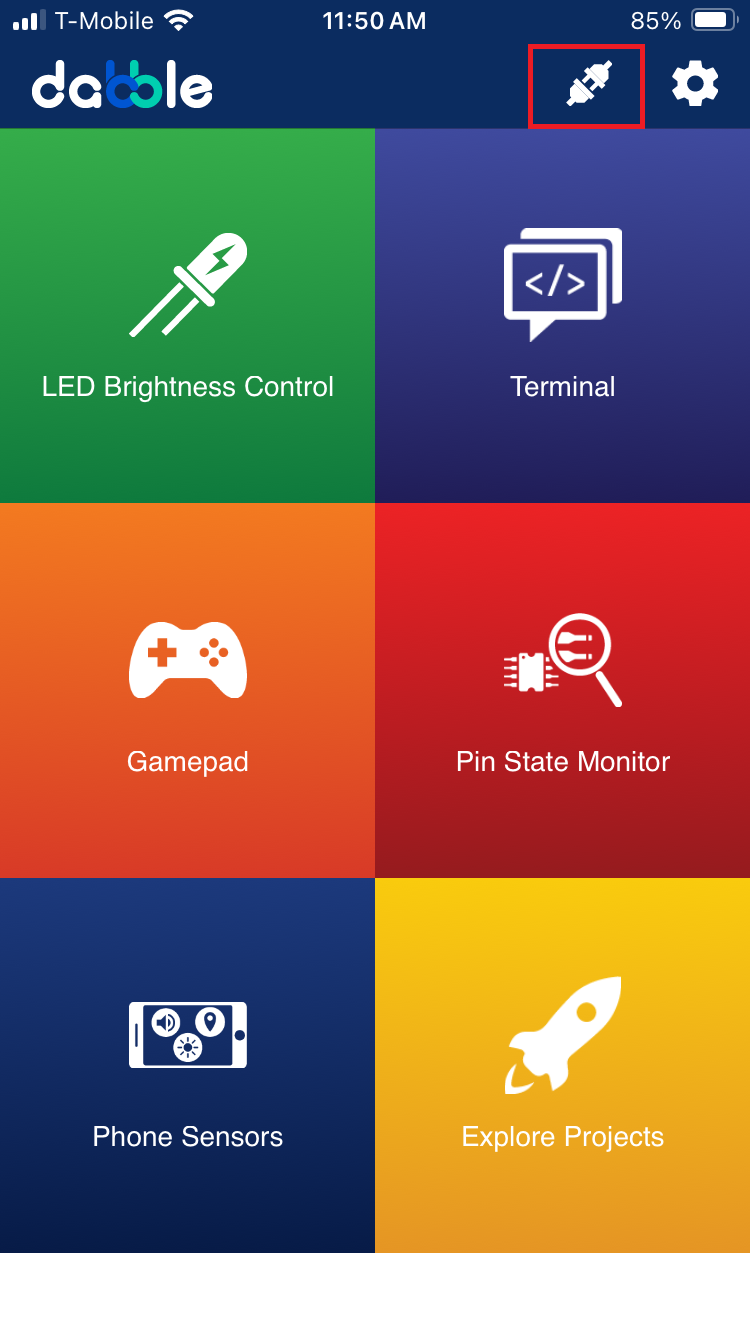 T-Mobile 11:50 AM 85%
dabble
LED Brightness Control
Terminal
</>
Gamepad
Pin State Monitor
Phone Sensors
Explore Projects